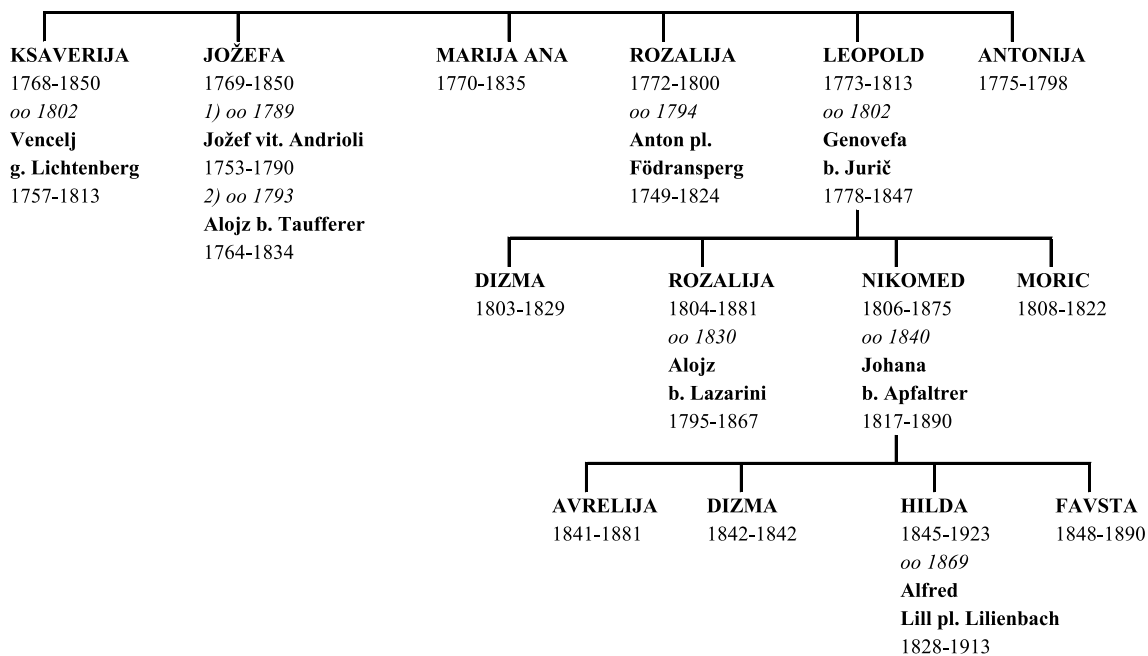 KSAVERIJA
1768-1850
oo 1802
Vencelj
g. Lichtenberg
1757-1813
JOŽEFA
1769-1850
1) oo 1789
Jožef vit. Andrioli
1753-1790
2) oo 1793
Alojz b. Taufferer
1764-1834
MARIJA ANA
1770-1835
ROZALIJA
1772-1800
oo 1794
Anton pl.
Födransperg
1749-1824
LEOPOLD
1773-1813
oo 1802
Genovefa
b. Jurič
1778-1847
ANTONIJA
1775-1798
DIZMA
1803-1829
ROZALIJA
1804-1881
oo 1830
Alojz
b. Lazarini
1795-1867
NIKOMED
1806-1875
oo 1840
Johana
b. Apfaltrer
1817-1890
MORIC
1808-1822
AVRELIJA
1841-1881
DIZMA
1842-1842
HILDA
1845-1923
oo 1869
Alfred
Lill pl. Lilienbach
1828-1913
FAVSTA
1848-1890